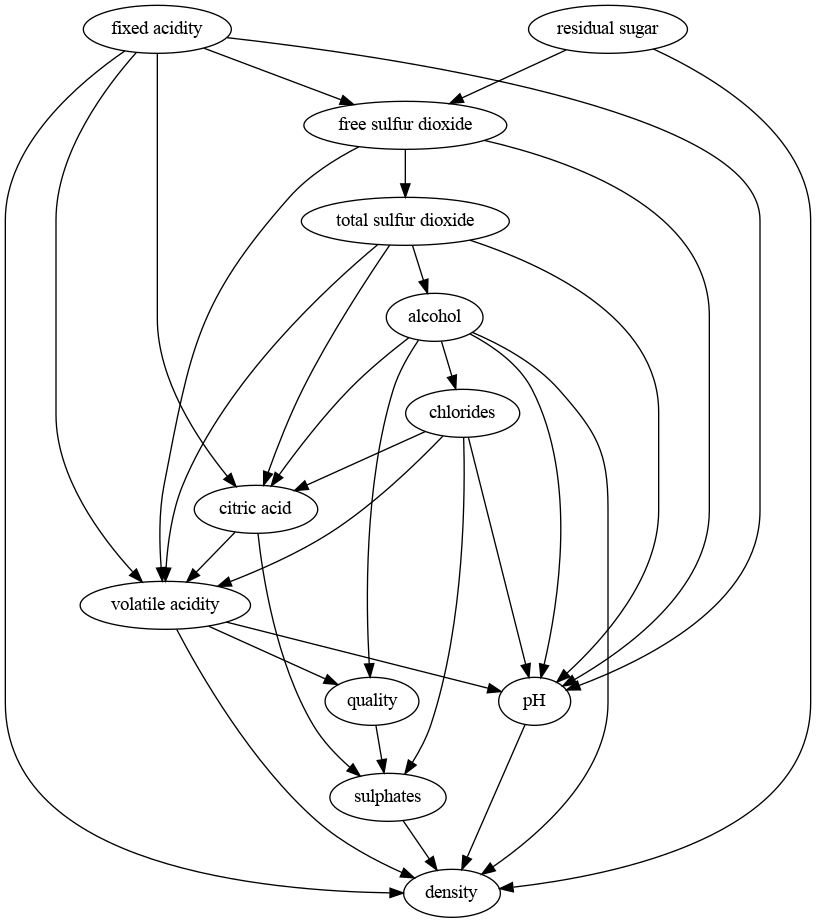 fixed acidity
residual sugar
free sulfur dioxide
total sulfur dioxide
alcohol
chlorides
citric acid
volatile acidity
quality
pH
sulphates
density